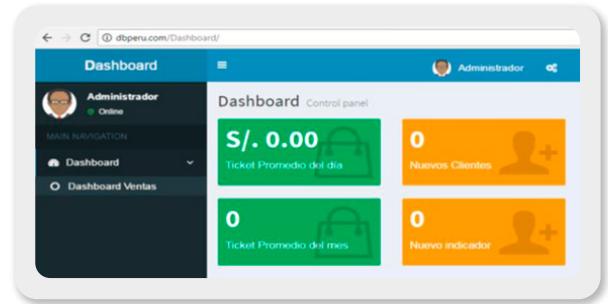 dbperu.com/Dashboard/
Dashboard
Administrador
Administrador
Online
MAIN NAVIGATION
Dashboard
Dashboard Ventas
Dashboard Control panel
S/. 0.00
Ticket Promedio del día
0
Nuevos Clientes
0
Ticket Promedio del mes
0
Nuevo indicador